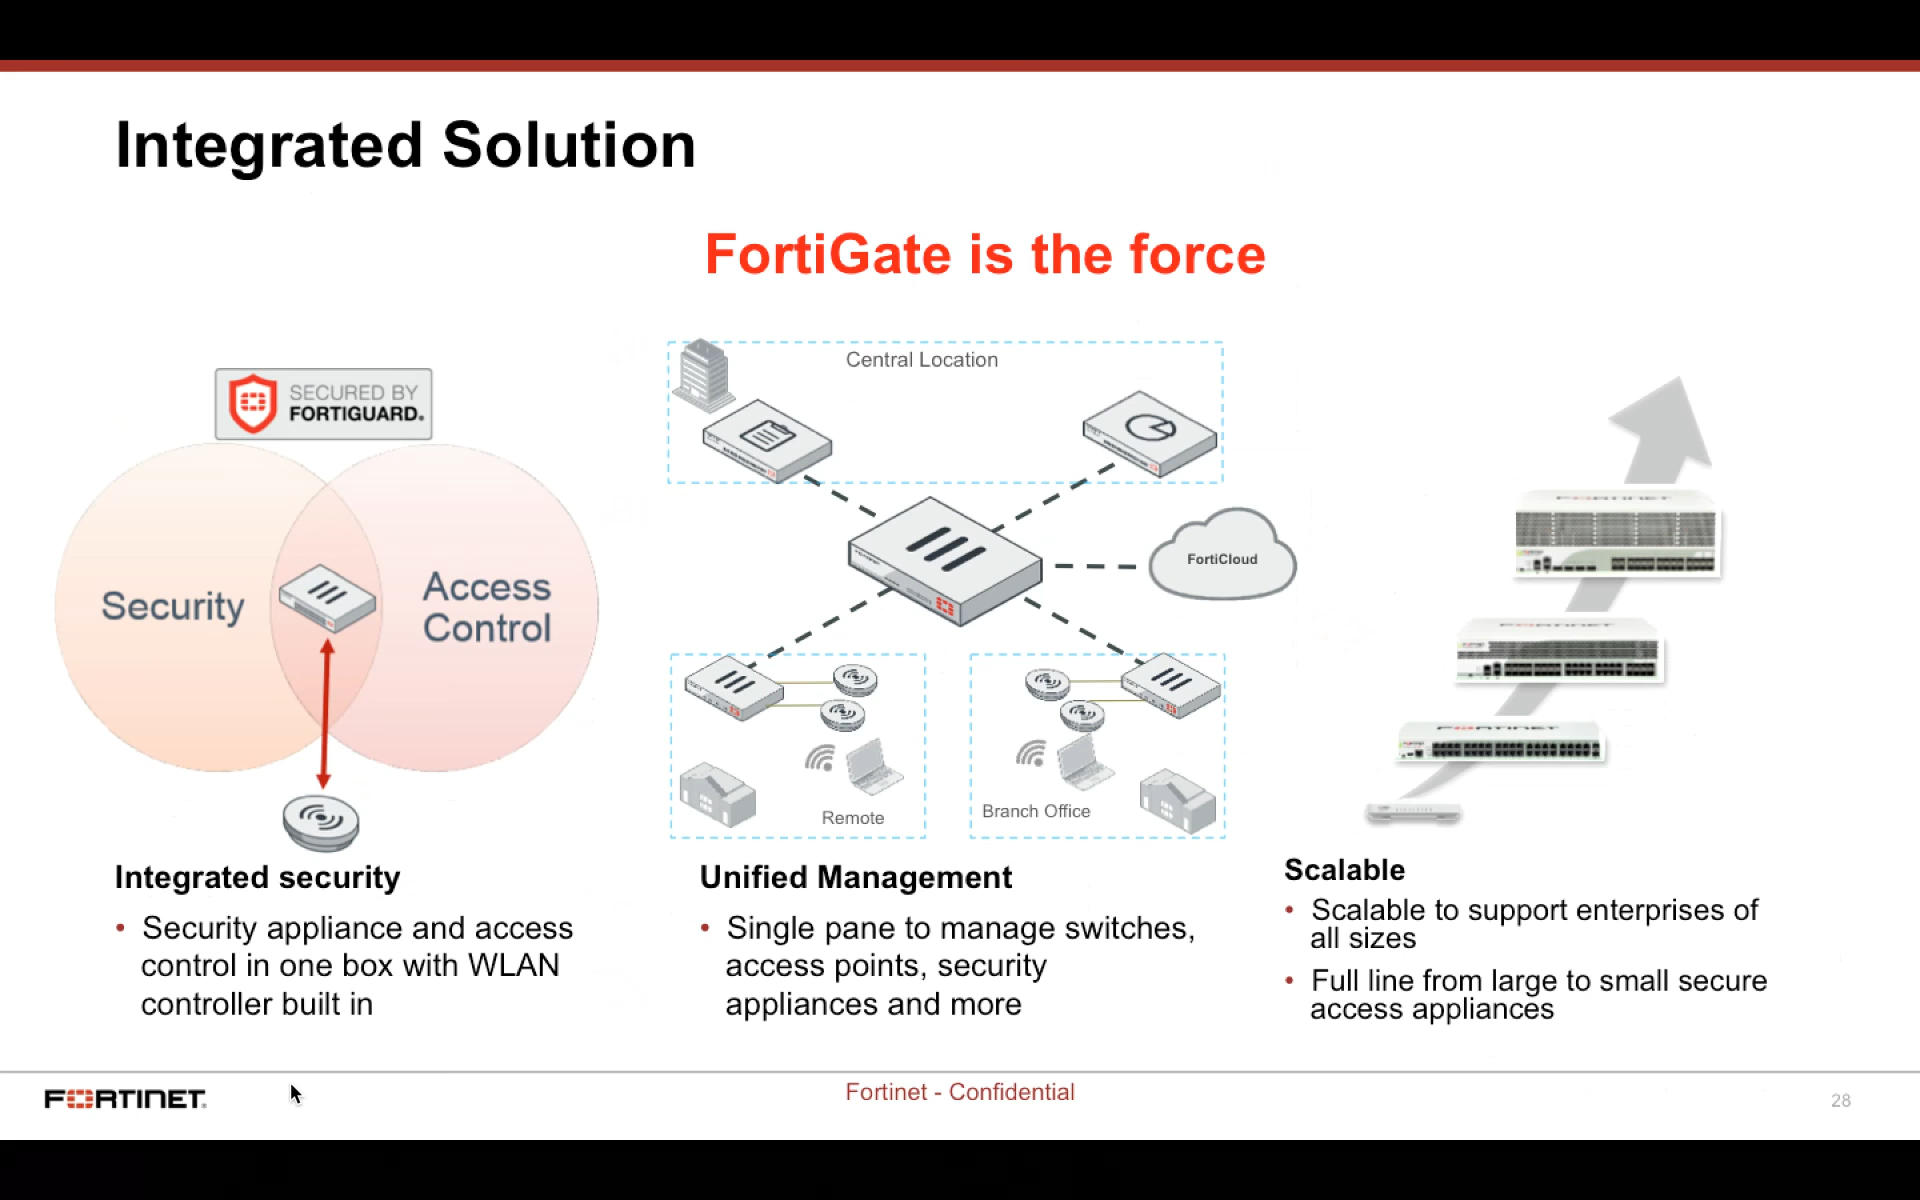 Integrated Solution
FortiGate is the force
SECURED BY
FORTIGUARD.
Security
Access
Control
Central Location
FortiCloud
Remote
Branch Office
FORTINET
FORTINET
FORTINET
Integrated security
• Security appliance and access
control in one box with WLAN
controller built in
Unified Management
• Single pane to manage switches,
access points, security
appliances and more
Scalable
• Scalable to support enterprises of
all sizes
• Full line from large to small secure
access appliances
FORTINET
Fortinet - Confidential
28